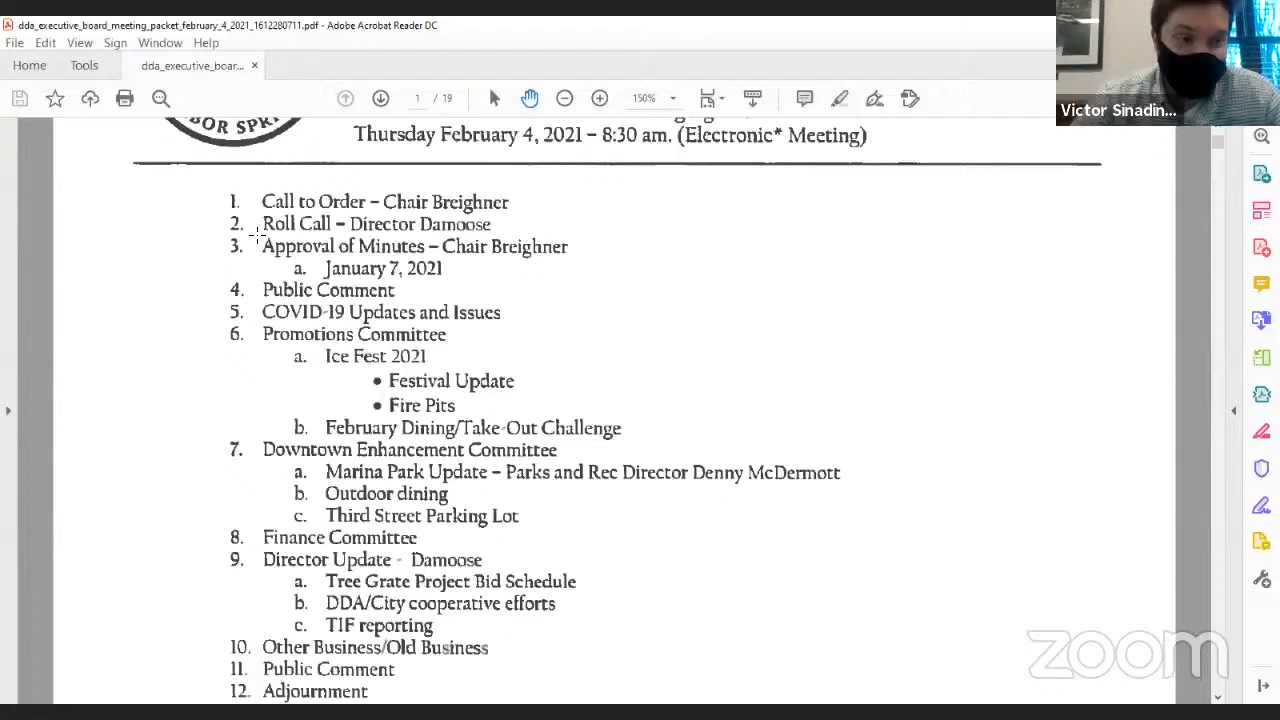 dda_executive_board_meeting_packet_february_4_2021_1612280711.pdf - Adobe Acrobat Reader DC
File Edit View Sign Window Help
Home Tools dda_executive_boar... ×
1 / 19 150%
Victor Sinadin...
BOR SPRI
Thursday February 4, 2021 – 8:30 am. (Electronic* Meeting)
1. Call to Order – Chair Breighner
2. Roll Call – Director Damoose
3. Approval of Minutes – Chair Breighner
a. January 7, 2021
4. Public Comment
5. COVID-19 Updates and Issues
6. Promotions Committee
a. Ice Fest 2021
• Festival Update
• Fire Pits
b. February Dining/Take-Out Challenge
7. Downtown Enhancement Committee
a. Marina Park Update – Parks and Rec Director Denny McDermott
b. Outdoor dining
c. Third Street Parking Lot
8. Finance Committee
9. Director Update - Damoose
a. Tree Grate Project Bid Schedule
b. DDA/City cooperative efforts
c. TIF reporting
10. Other Business/Old Business
11. Public Comment
12. Adjournment
zoom